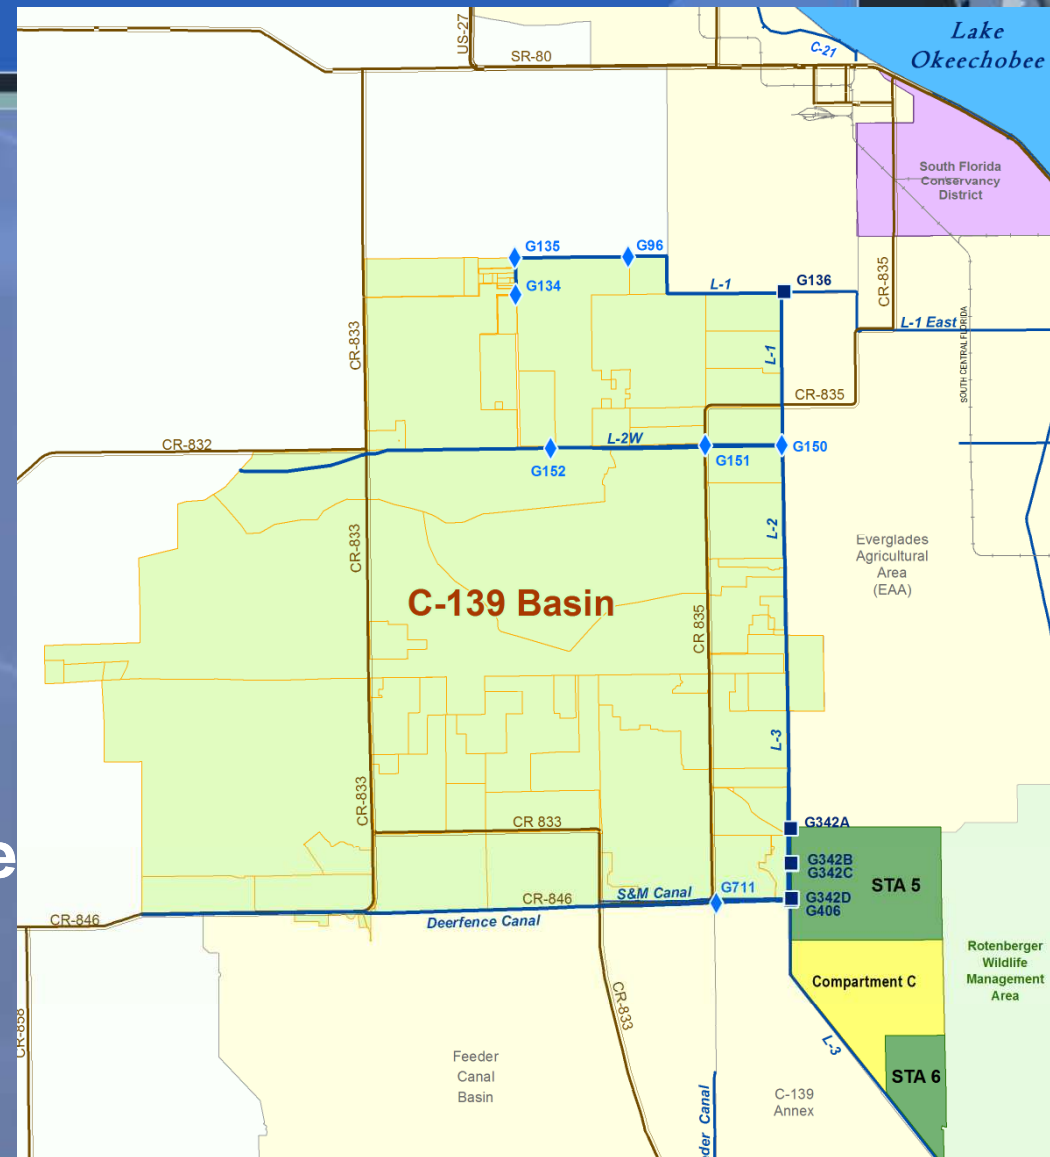 Lake
Okeechobee
US-27
C-21
SR-80
South Florida
Conservancy
District
G135
G96
G134
L-1
G136
CR-835
L-1 East
CR-833
L-1
SOUTH CENTRAL FLORIDA
CR-835
CR-832
L-2W
G152
G151
G150
CR-833
L-2
Everglades
Agricultural
Area
(EAA)
C-139 Basin
CR 835
L-3
CR-833
CR 833
G342A
e
G342B
G342C
STA 5
G711
S&M Canal
CR-846
G342D
G406
CR-846
Deerfence Canal
Rotenberger
Wildlife
Management
Area
Compartment C
CR-858
CR-833
L-3
Feeder
Canal
Basin
STA 6
C-139
Annex
der Canal